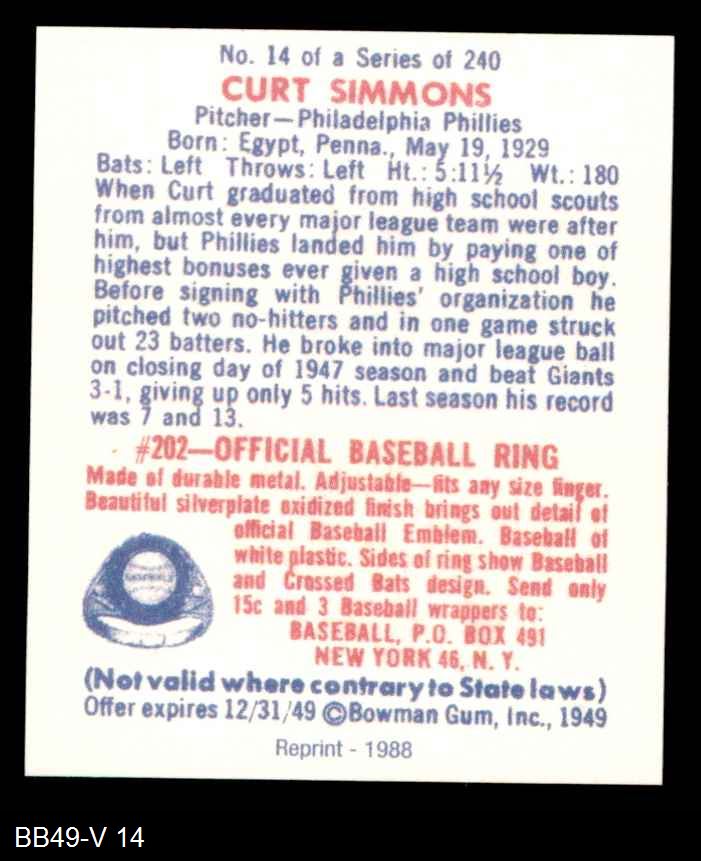 No. 14 of a Series of 240
CURT SIMMONS
Pitcher—Philadelphia Phillies
Born: Egypt, Penna., May 19, 1929
Bats: Left Throws: Left Ht.: 5:11½ Wt.: 180
When Curt graduated from high school scouts
from almost every major league team were after
him, but Phillies landed him by paying one of
highest bonuses ever given a high school boy.
Before signing with Phillies' organization he
pitched two no-hitters and in one game struck
out 23 batters. He broke into major league ball
on closing day of 1947 season and beat Giants
3-1, giving up only 5 hits. Last season his record
was 7 and 13.
#202—OFFICIAL BASEBALL RING
Made of durable metal. Adjustable—fits any size finger.
Beautiful silverplate oxidized finish brings out detail of
official Baseball Emblem. Baseball of
white plastic. Sides of ring show Baseball
and Crossed Bats design. Send only
15c and 3 Baseball wrappers to:
BASEBALL, P.O. BOX 491
NEW YORK 46, N. Y.
(Not valid where contrary to State laws)
Offer expires 12/31/49 ©Bowman Gum, Inc., 1949
Reprint - 1988
BB49-V 14